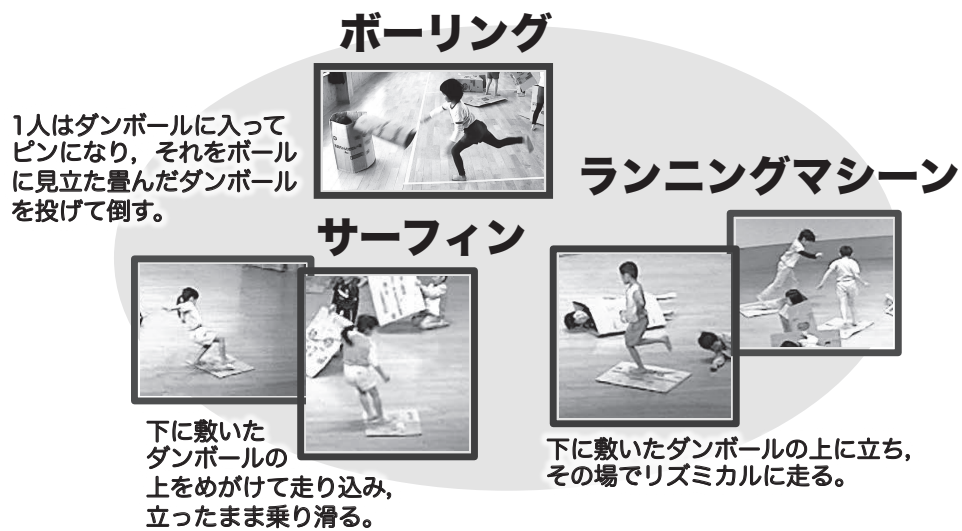 ボーリング
1人はダンボールに入って
ピンになり，それをボール
に見立た畳んだダンボール
を投げて倒す。
ランニングマシーン
サーフィン
下に敷いた
ダンボールの
上をめがけて走り込み，
立ったまま乗り滑る。
下に敷いたダンボールの上に立ち，
その場でリズミカルに走る。